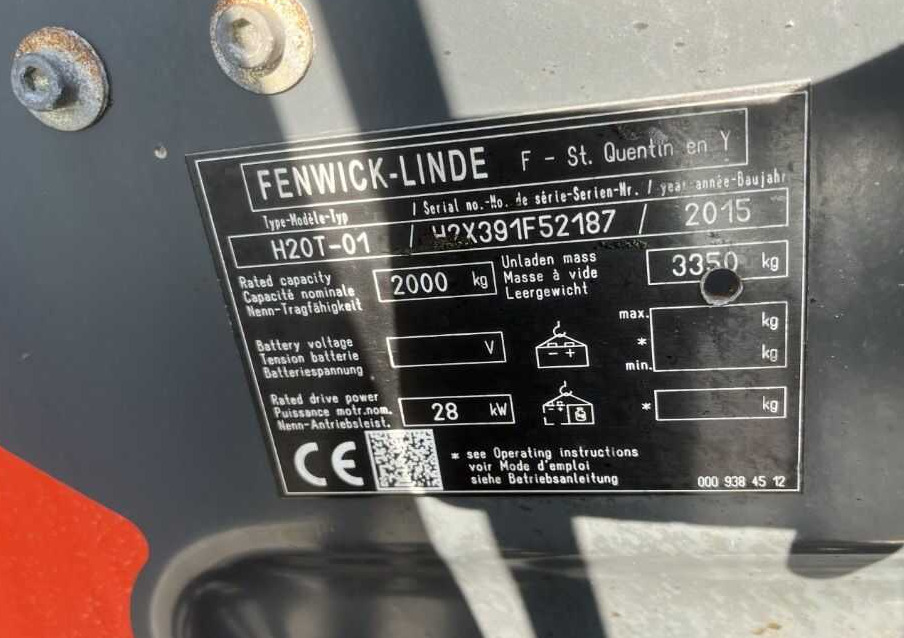 FENWICK-LINDE F - St. Quentin en Y
Type-Modèle-Typ / Serial no.-No. de série-Serien-Nr. / year-année-Baujahr
H20T-01 / H2X391F52187 / 2015
Rated capacity
Capacité nominale
Nenn-Tragfähigkeit
2000 kg
Unladen mass
Masse à vide
Leergewicht
3350 kg
Battery voltage
Tension batterie
Batteriespannung
V
- +
max. kg
*
min. kg
Rated drive power
Puissance motr.nom.
Nenn-Antriebsleist.
28 kW
- +
* kg
CE
* see Operating instructions
voir Mode d'emploi
siehe Betriebsanleitung
000 938 45 12